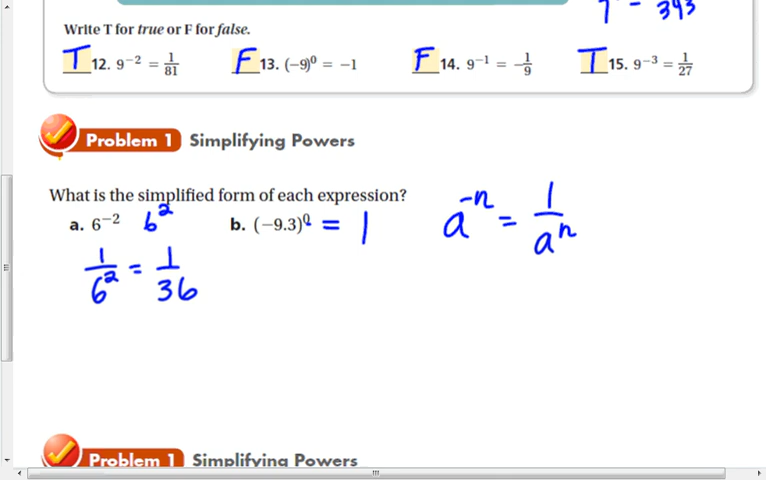 7 = 343
Write T for true or F for false.
T 12. 9⁻² = 1/81 F 13. (−9)⁰ = −1 F 14. 9⁻¹ = −1/9 T 15. 9⁻³ = 1/27
Problem 1 Simplifying Powers
What is the simplified form of each expression?
a. 6⁻² 6² b. (−9.3)⁰ = 1 a⁻ⁿ = 1/aⁿ
1/6² = 1/36
Problem 1 Simplifying Powers